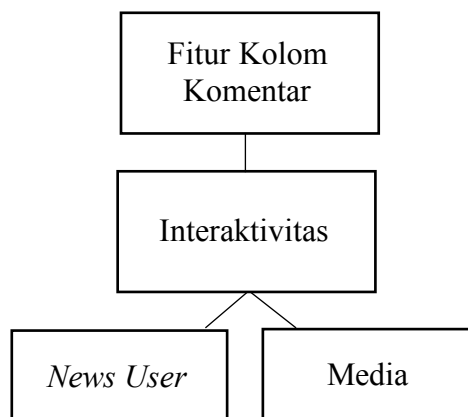 Fitur Kolom
Komentar
Interaktivitas
News User
Media